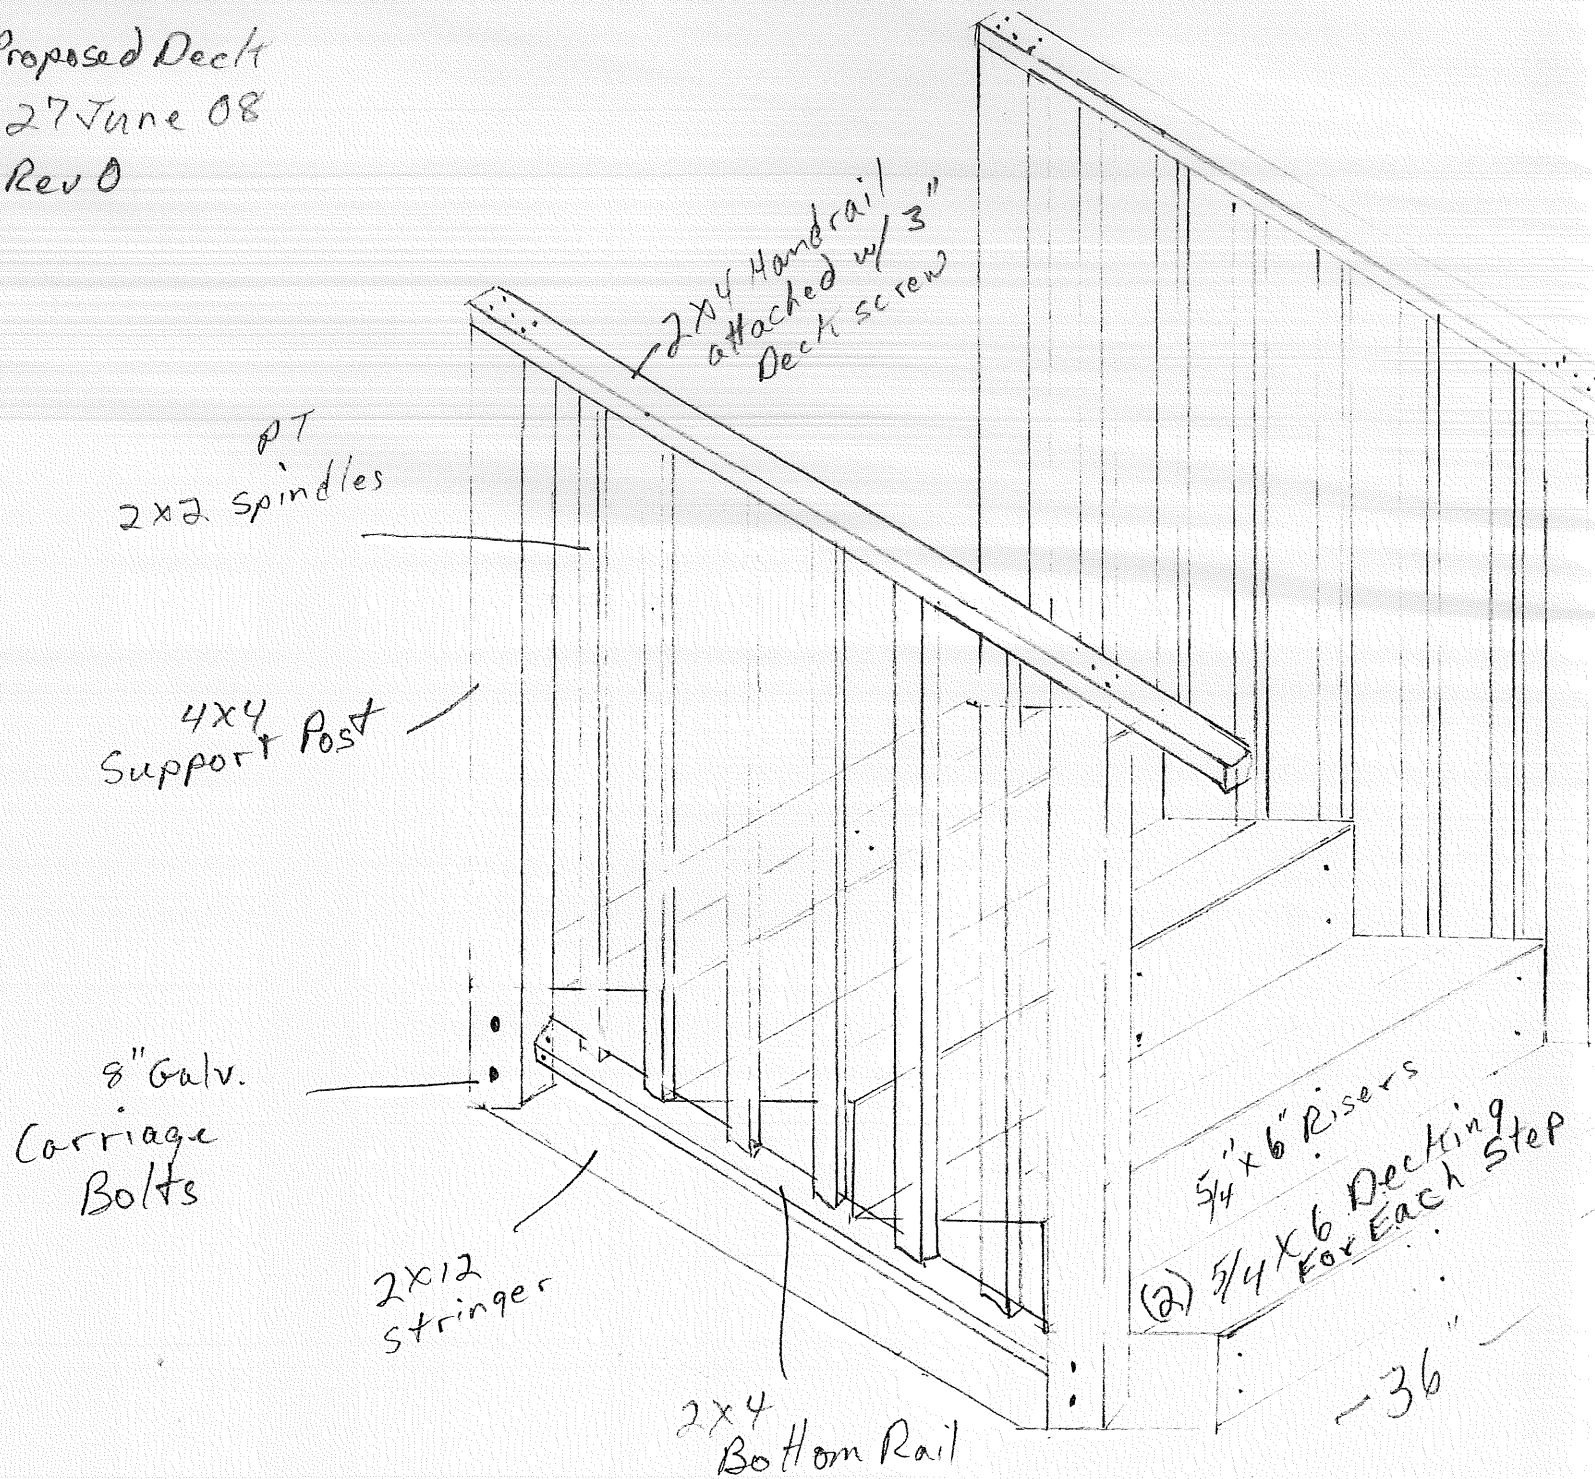 Proposed Deck
27 June 08
Rev 0
2x4 Handrail
attached w/ 3"
Deck screw
PT
2x2 spindles
4x4
Support Post
8" Galv.
Carriage
Bolts
2x12
stringer
2x4
Bottom Rail
5/4" x 6" Risers
(2) 5/4 x 6 Decking
For Each Step
36"